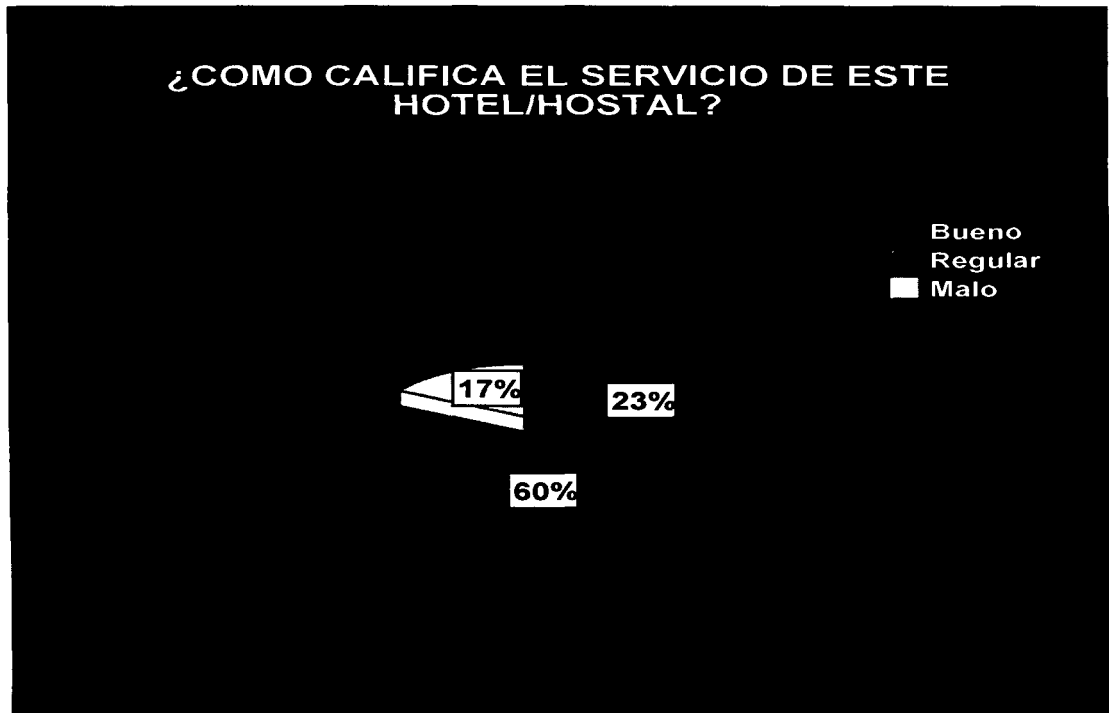 ¿COMO CALIFICA EL SERVICIO DE ESTE
HOTEL/HOSTAL?
Bueno
Regular
Malo
17%
23%
60%